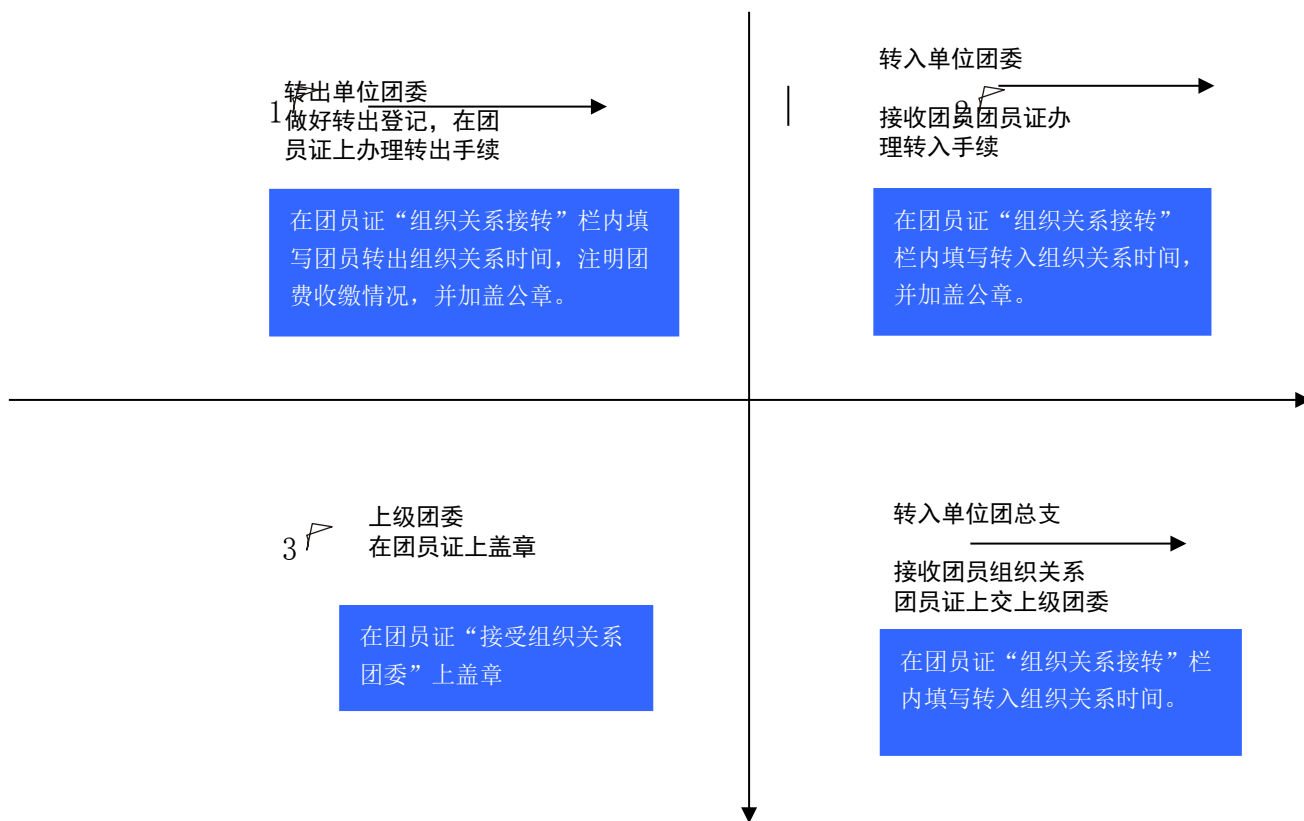 1
转出单位团委
做好转出登记，在团
员证上办理转出手续
在团员证“组织关系接转”栏内填
写团员转出组织关系时间，注明团
费收缴情况，并加盖公章。
转入单位团委
2
接收团员团员证办
理转入手续
在团员证“组织关系接转”
栏内填写转入组织关系时间，
并加盖公章。
3
上级团委
在团员证上盖章
在团员证“接受组织关系
团委”上盖章
转入单位团总支
接收团员组织关系
团员证上交上级团委
在团员证“组织关系接转”栏
内填写转入组织关系时间。